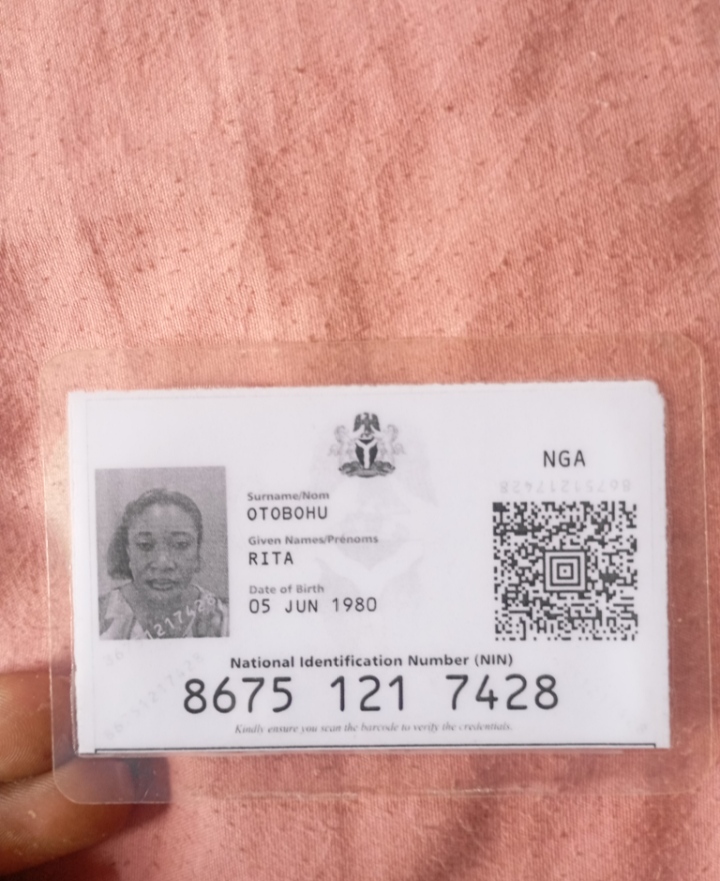 NGA
86751217428
Surname/Nom
OTOBOHU
Given Names/Prénoms
RITA
Date of Birth
05 JUN 1980
National Identification Number (NIN)
8675 121 7428
Kindly ensure you scan the barcode to verify the credentials.